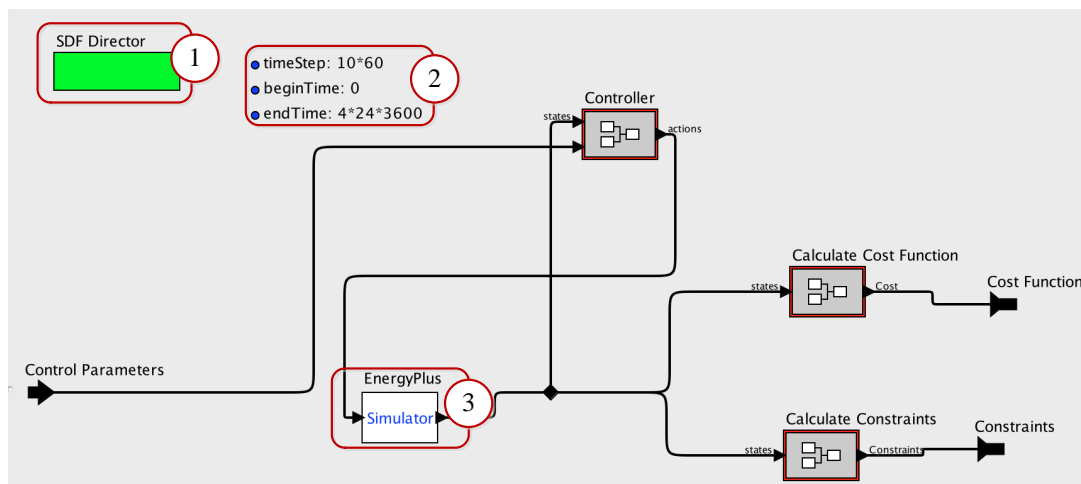 SDF Director
1
timeStep: 10*60
beginTime: 0
endTime: 4*24*3600
2
Controller
states
actions
Calculate Cost Function
states
Cost
Cost Function
Control Parameters
EnergyPlus
Simulator
3
Calculate Constraints
states
Constraints
Constraints